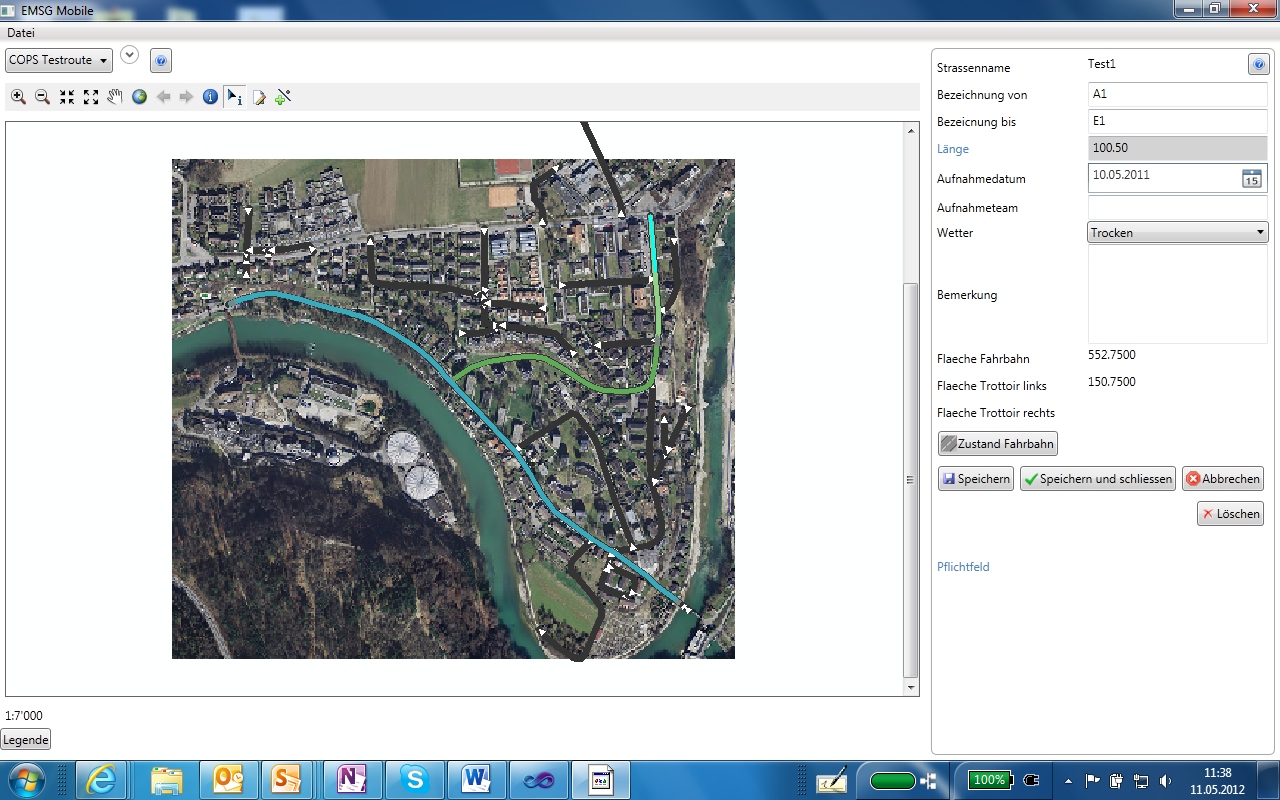 EMSG Mobile
Datei
COPS Testroute
Strassenname Test1
Bezeichnung von A1
Bezeicnung bis E1
Länge 100.50
Aufnahmedatum 10.05.2011 15
Aufnahmeteam
Wetter Trocken
Bemerkung
Flaeche Fahrbahn 552.7500
Flaeche Trottoir links 150.7500
Flaeche Trottoir rechts
Zustand Fahrbahn
Speichern Speichern und schliessen Abbrechen
Löschen
Pflichtfeld
1:7'000
Legende
100% 11:38
11.05.2012